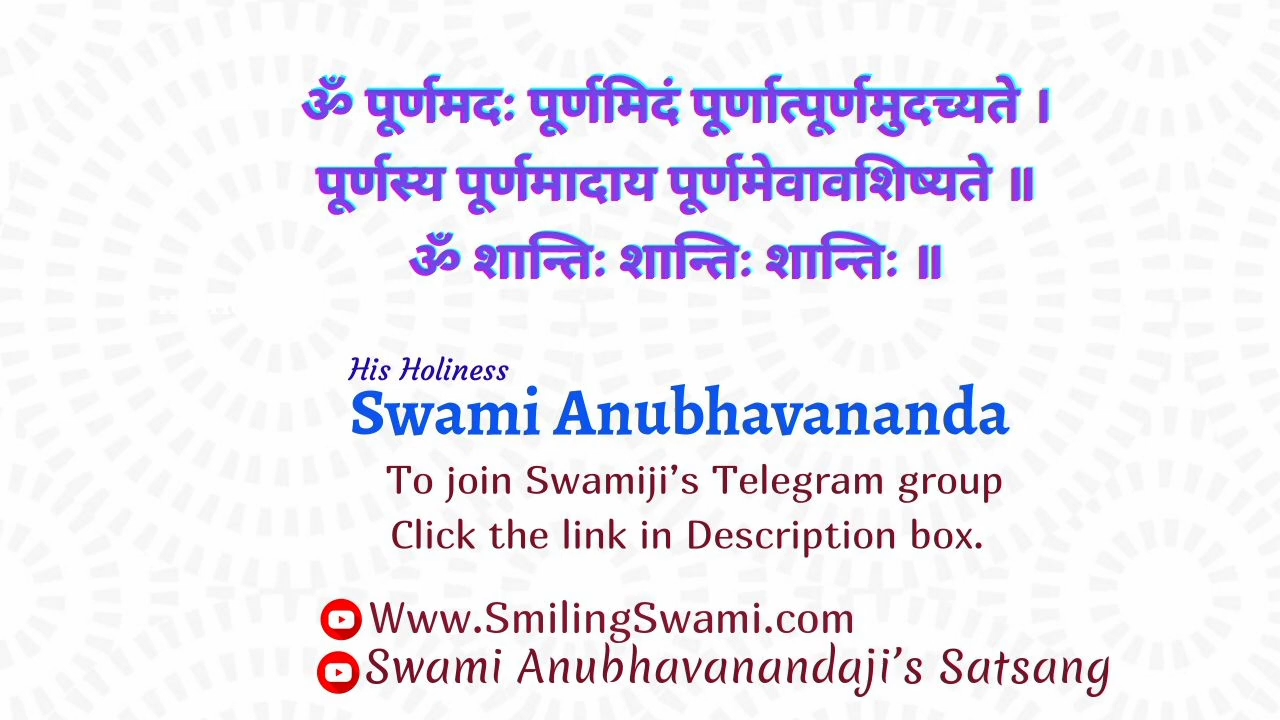 ॐ पूर्णमदः पूर्णमिदं पूर्णात्पूर्णमुदच्यते ।
पूर्णस्य पूर्णमादाय पूर्णमेवावशिष्यते ॥
ॐ शान्तिः शान्तिः शान्तिः ॥
His Holiness
Swami Anubhavananda
To join Swamiji’s Telegram group
Click the link in Description box.
Www.SmilingSwami.com
Swami Anubhavanandaji’s Satsang